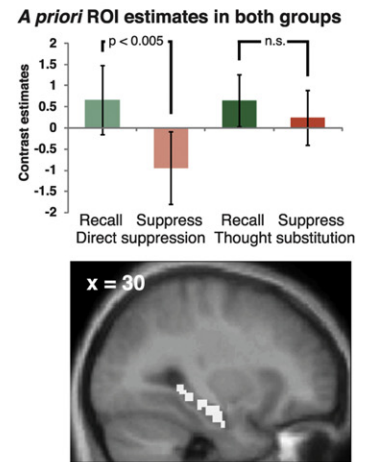 A priori ROI estimates in both groups
p < 0.005
n.s.
Contrast estimates
2
1.5
1
0.5
0
-0.5
-1
-1.5
-2
Recall Suppress Recall Suppress
Direct suppression Thought substitution
x = 30